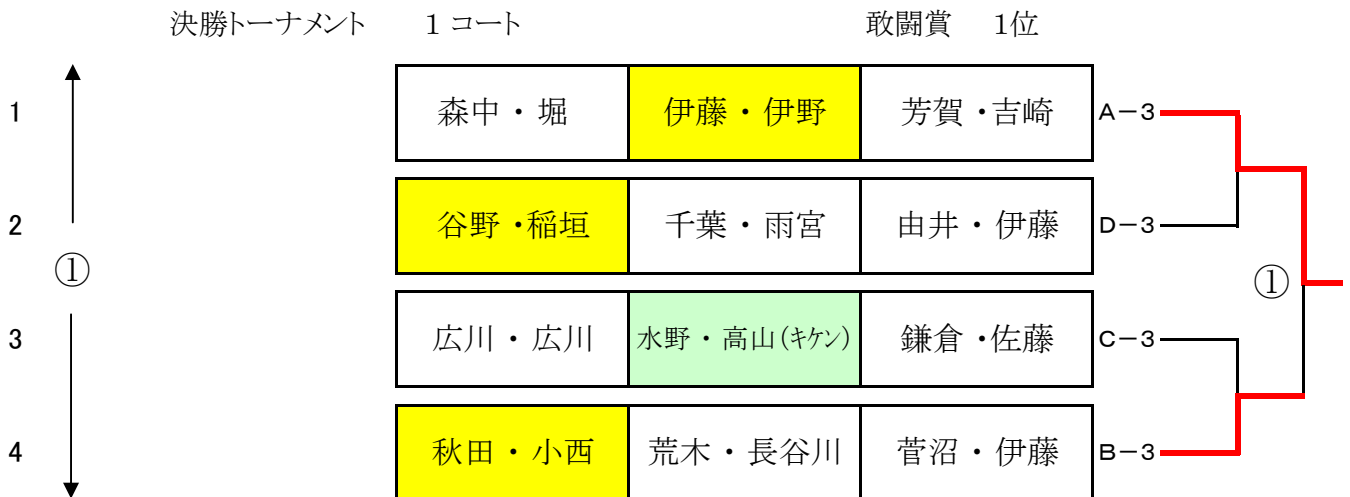 決勝トーナメント 1 コート 敢闘賞 1位
1 森中・堀 伊藤・伊野 芳賀・吉崎 A－3
2 谷野・稲垣 千葉・雨宮 由井・伊藤 D－3
① ①
3 広川・広川 水野・高山(キケン) 鎌倉・佐藤 C－3
4 秋田・小西 荒木・長谷川 菅沼・伊藤 B－3